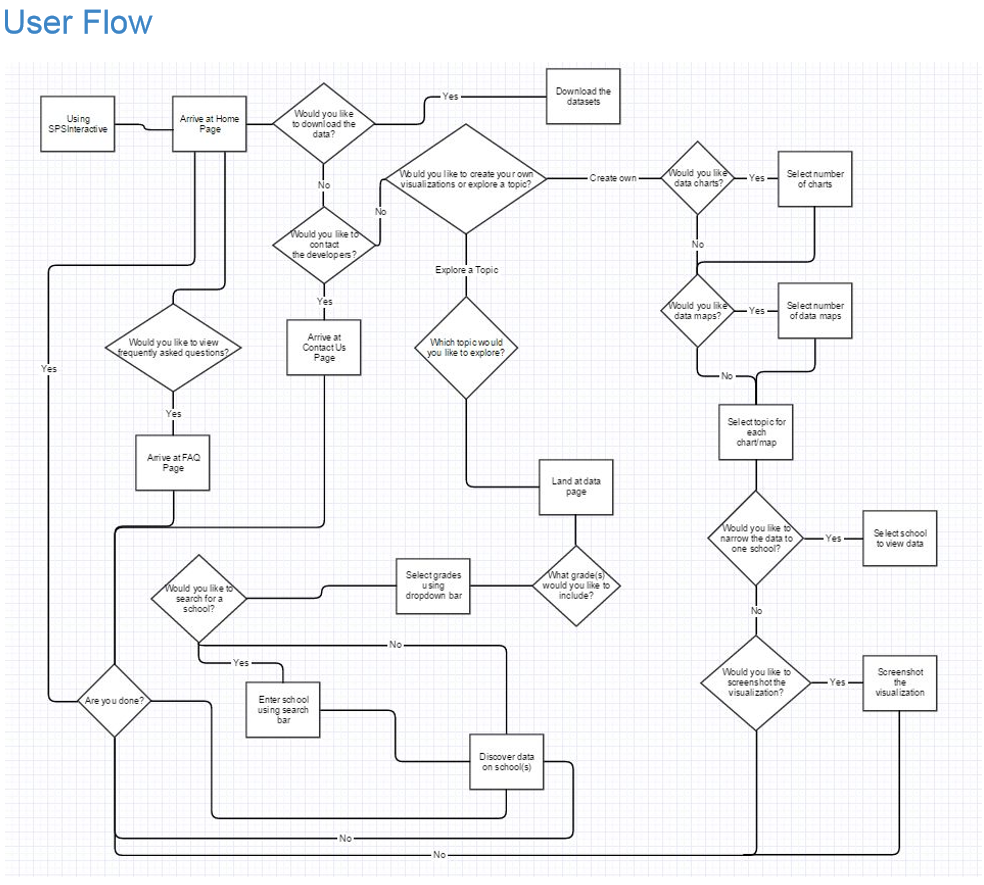 User Flow
Using
SPSInteractive
Arrive at Home
Page
Would you like
to download the
data?
Yes
Download the
datasets
No
Would you like to create your own
visualizations or explore a topic?
Create own
Would you like
data charts?
Yes
Select number
of charts
No
Would you like to
contact
the developers?
No
Explore a Topic
Would you like
data maps?
Yes
Select number
of data maps
Yes
Arrive at
Contact Us
Page
Would you like to view
frequently asked questions?
Yes
Which topic would
you like to explore?
No
Yes
Arrive at FAQ
Page
Select topic for
each
chart/map
Land at data
page
Would you like to
narrow the data to
one school?
Yes
Select school
to view data
Would you like to
search for a
school?
Select grades
using
dropdown bar
What grade(s)
would you like to
include?
No
No
Yes
Are you done?
Enter school
using search
bar
Would you like to
screenshot the
visualization?
Yes
Screenshot
the
visualization
Discover data
on school(s)
No
No